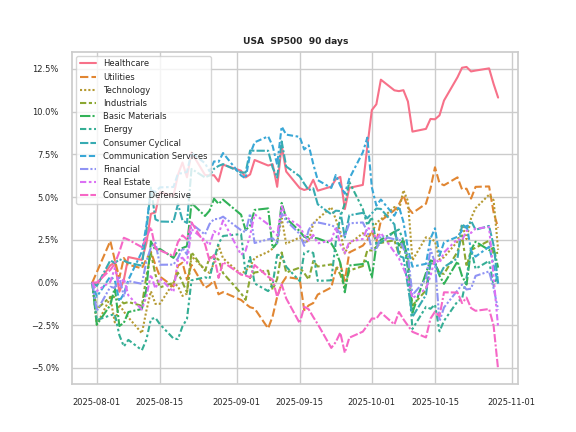 USA  SP500  90 days
12.5%
10.0%
7.5%
5.0%
2.5%
0.0%
−2.5%
−5.0%
Healthcare
Utilities
Technology
Industrials
Basic Materials
Energy
Consumer Cyclical
Communication Services
Financial
Real Estate
Consumer Defensive
2025-08-01
2025-08-15
2025-09-01
2025-09-15
2025-10-01
2025-10-15
2025-11-01